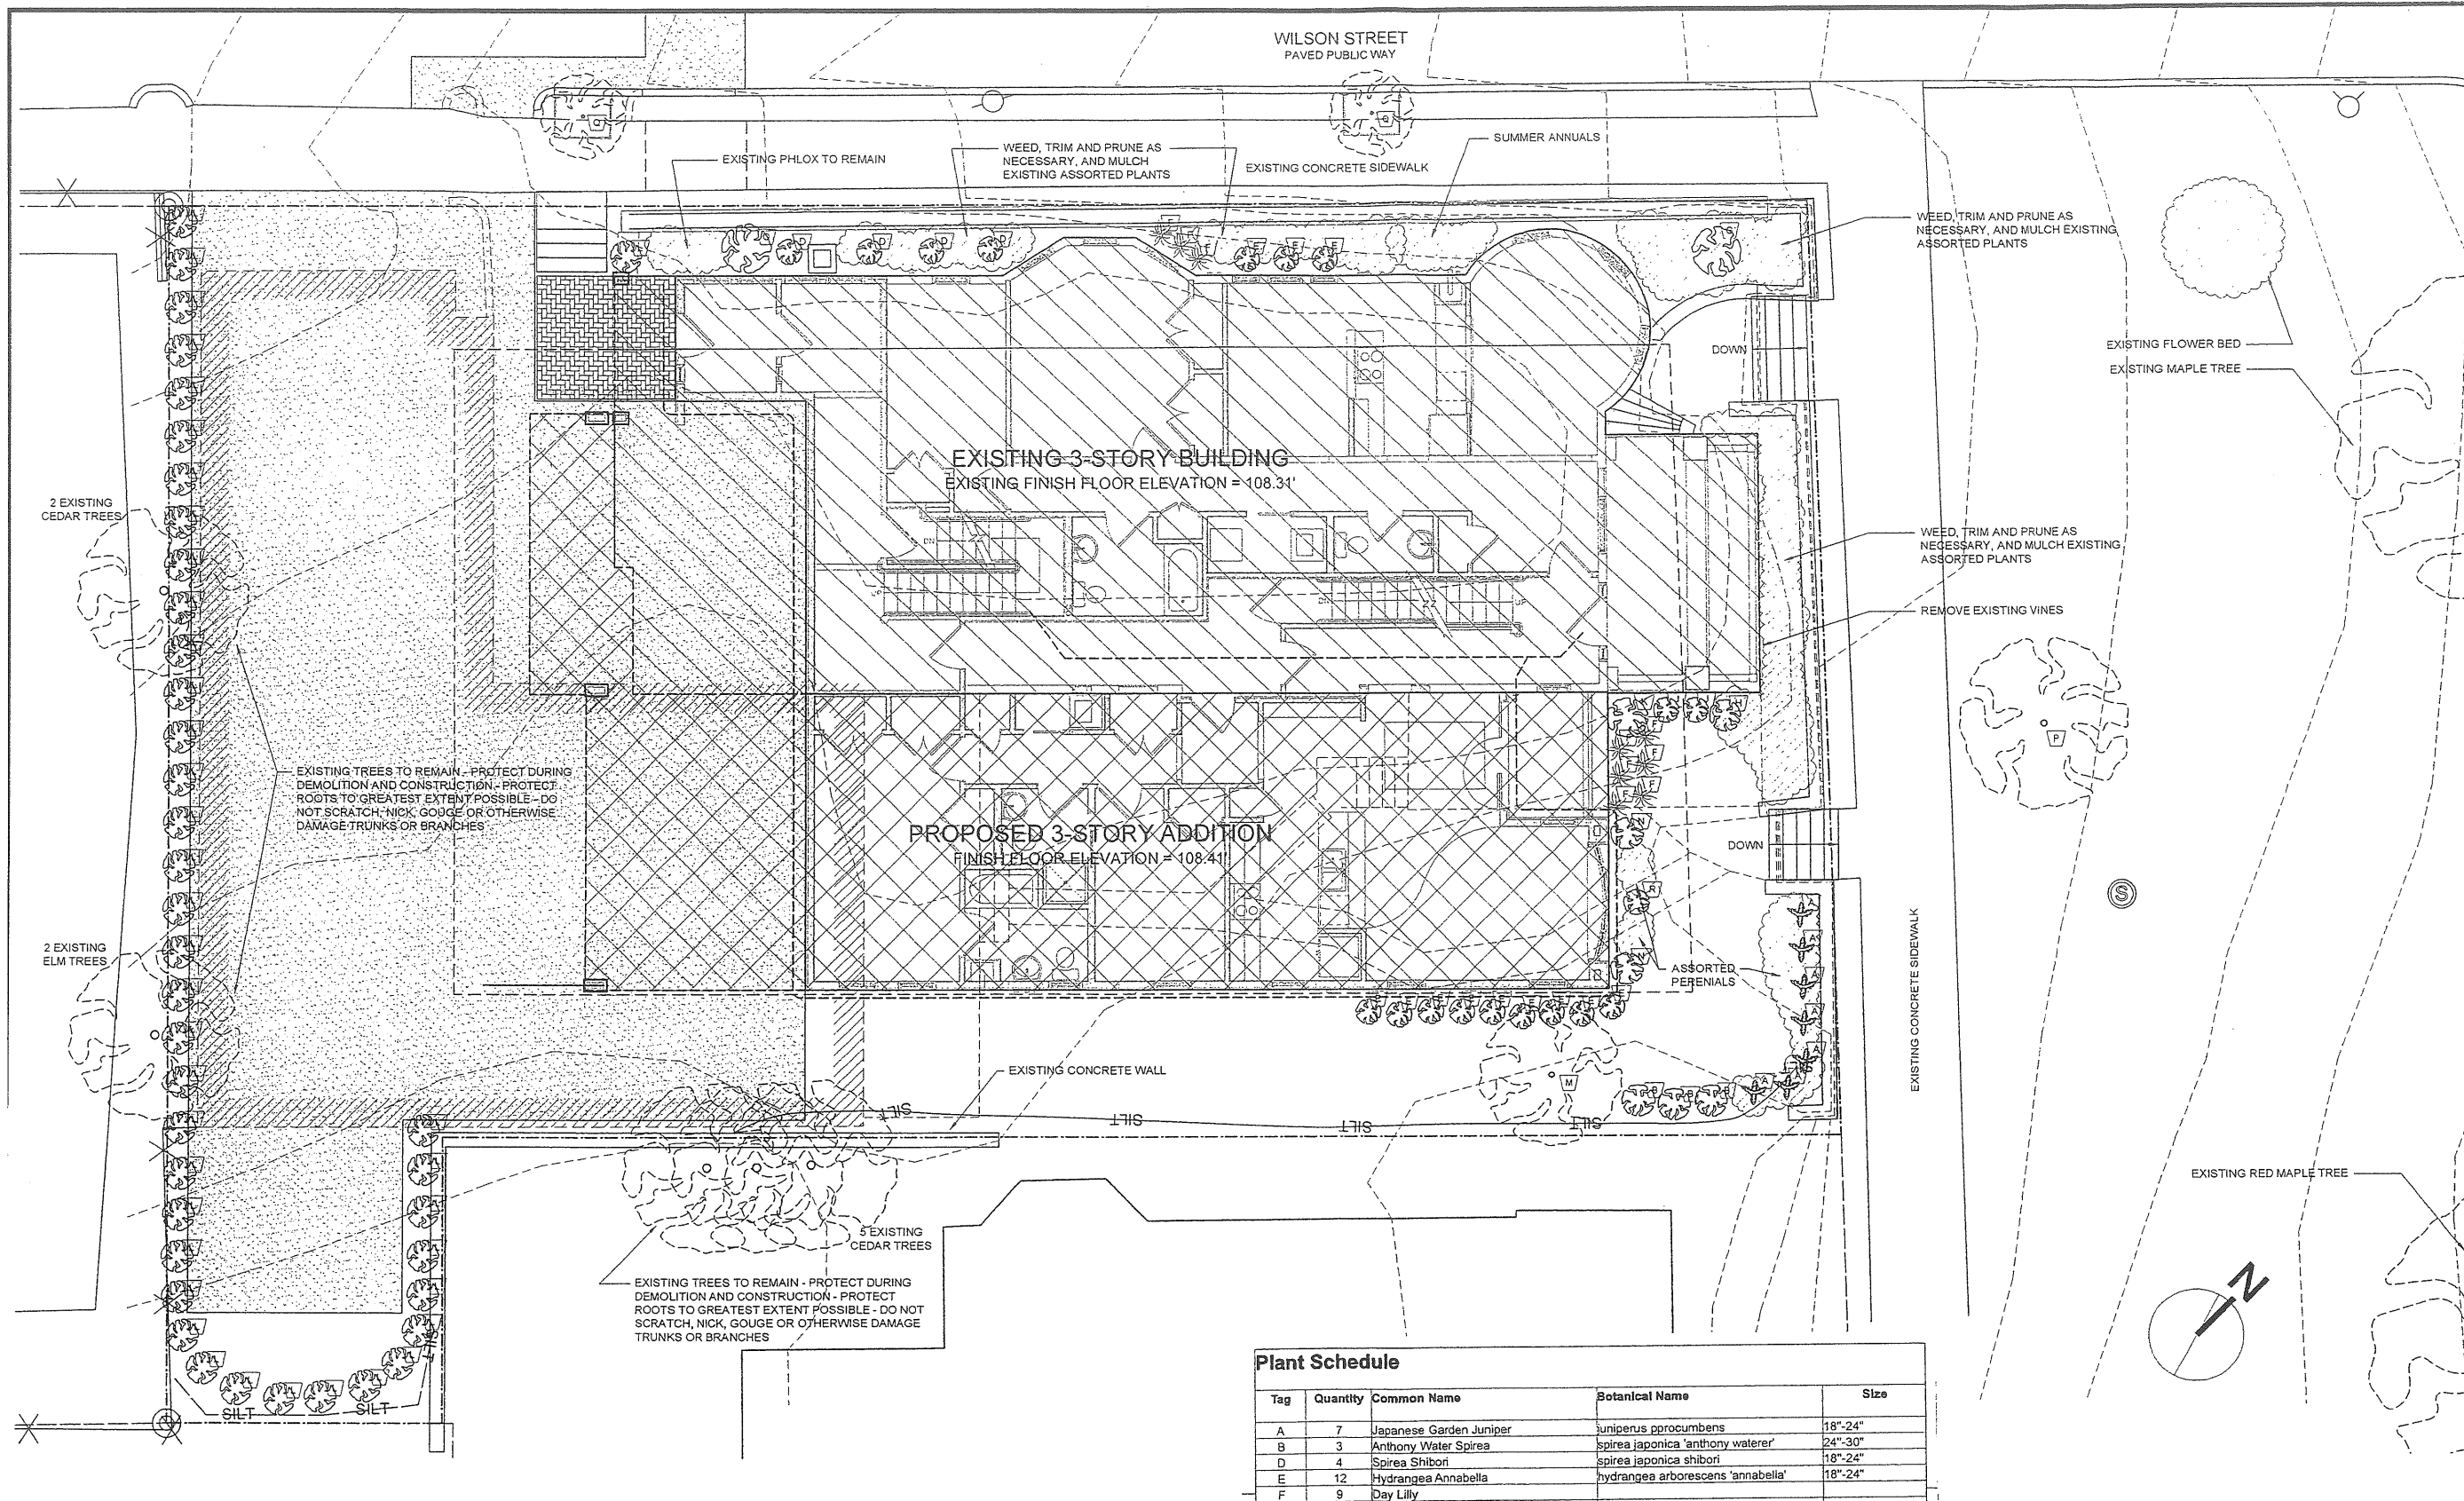 WILSON STREET
PAVED PUBLIC WAY
SUMMER ANNUALS
EXISTING PHLOX TO REMAIN
WEED, TRIM AND PRUNE AS
NECESSARY, AND MULCH
EXISTING ASSORTED PLANTS
EXISTING CONCRETE SIDEWALK
WEED, TRIM AND PRUNE AS
NECESSARY, AND MULCH EXISTING
ASSORTED PLANTS
DOWN
EXISTING FLOWER BED
EXISTING MAPLE TREE
EXISTING 3-STORY BUILDING
EXISTING FINISH FLOOR ELEVATION = 108.31'
2 EXISTING
CEDAR TREES
WEED, TRIM AND PRUNE AS
NECESSARY, AND MULCH EXISTING
ASSORTED PLANTS
REMOVE EXISTING VINES
P
EXISTING TREES TO REMAIN - PROTECT DURING
DEMOLITION AND CONSTRUCTION - PROTECT
ROOTS TO GREATEST EXTENT POSSIBLE - DO
NOT SCRATCH, NICK, GOUGE OR OTHERWISE
DAMAGE TRUNKS OR BRANCHES
PROPOSED 3-STORY ADDITION
FINISH FLOOR ELEVATION = 108.41'
DOWN
S
2 EXISTING
ELM TREES
ASSORTED
PERENIALS
EXISTING CONCRETE SIDEWALK
EXISTING CONCRETE WALL
M
SILT
SILT
SILT
SILT
EXISTING RED MAPLE TREE
5 EXISTING
CEDAR TREES
EXISTING TREES TO REMAIN - PROTECT DURING
DEMOLITION AND CONSTRUCTION - PROTECT
ROOTS TO GREATEST EXTENT POSSIBLE - DO NOT
SCRATCH, NICK, GOUGE OR OTHERWISE DAMAGE
TRUNKS OR BRANCHES
N
SILT
SILT
SILT
Plant Schedule
Tag Quantity Common Name Botanical Name Size
A 7 Japanese Garden Juniper juniperus pprocumbens 18"-24"
B 3 Anthony Water Spirea spirea japonica 'anthony waterer' 24"-30"
D 4 Spirea Shibori spirea japonica shibori 18"-24"
E 12 Hydrangea Annabella hydrangea arborescens 'annabella' 18"-24"
F 9 Day Lilly